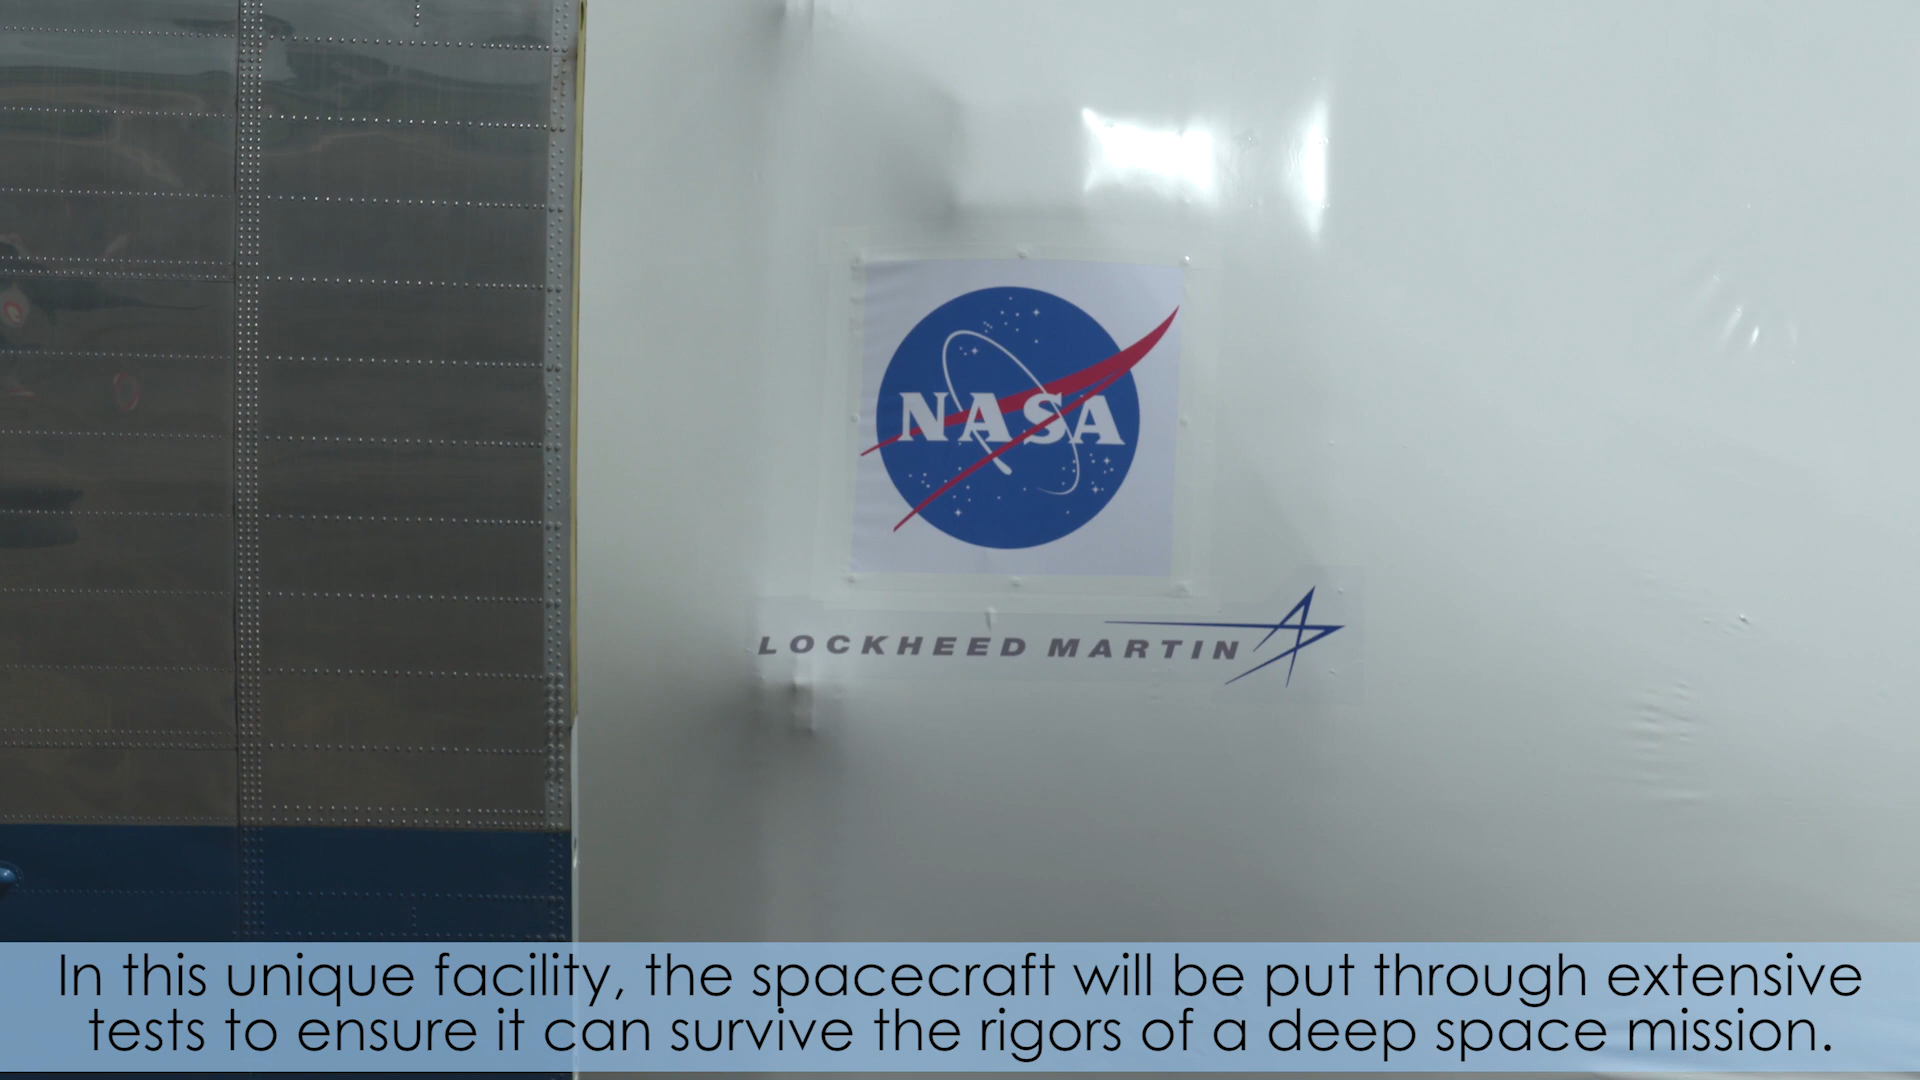 NASA
LOCKHEED MARTIN
In this unique facility, the spacecraft will be put through extensive
tests to ensure it can survive the rigors of a deep space mission.